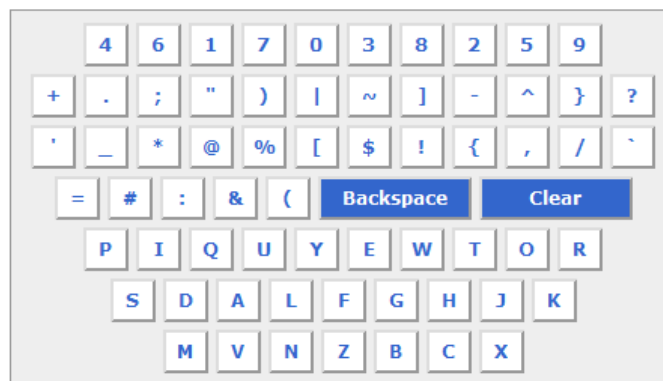 4 6 1 7 0 3 8 2 5 9
+ . ; " ) | ~ ] - ^ } ?
' _ * @ % [ $ ! { , / `
= # : & ( Backspace Clear
P I Q U Y E W T O R
S D A L F G H J K
M V N Z B C X